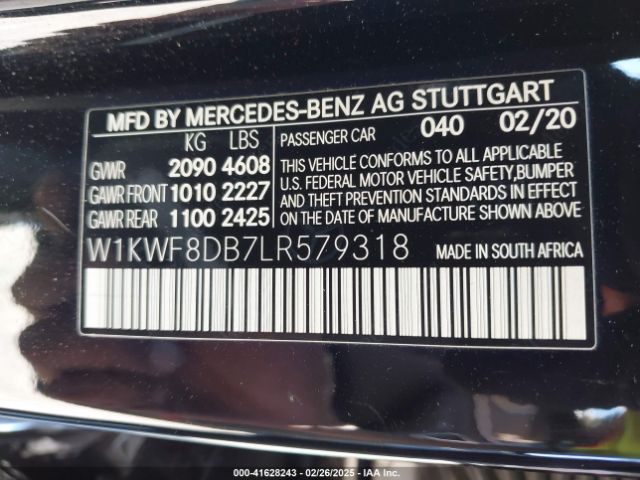 MFD BY MERCEDES-BENZ AG STUTTGART
KG LBS
GVWR 2090 4608
GAWR FRONT 1010 2227
GAWR REAR 1100 2425
PASSENGER CAR 040 02/20
THIS VEHICLE CONFORMS TO ALL APPLICABLE
U.S. FEDERAL MOTOR VEHICLE SAFETY,BUMPER
AND THEFT PREVENTION STANDARDS IN EFFECT
ON THE DATE OF MANUFACTURE SHOWN ABOVE.
W1KWF8DB7LR579318 MADE IN SOUTH AFRICA
000-41628243 - 02/26/2025 - IAA Inc.